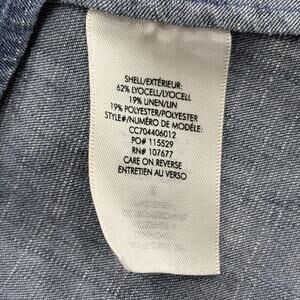 SHELL/EXTÉRIEUR:
62% LYOCELL/LYOCELL
19% LINEN/LIN
19% POLYESTER/POLYESTER
STYLE#/NUMÉRO DE MODÈLE:
CC704406012
PO# 115529
RN# 107677
CARE ON REVERSE
ENTRETIEN AU VERSO